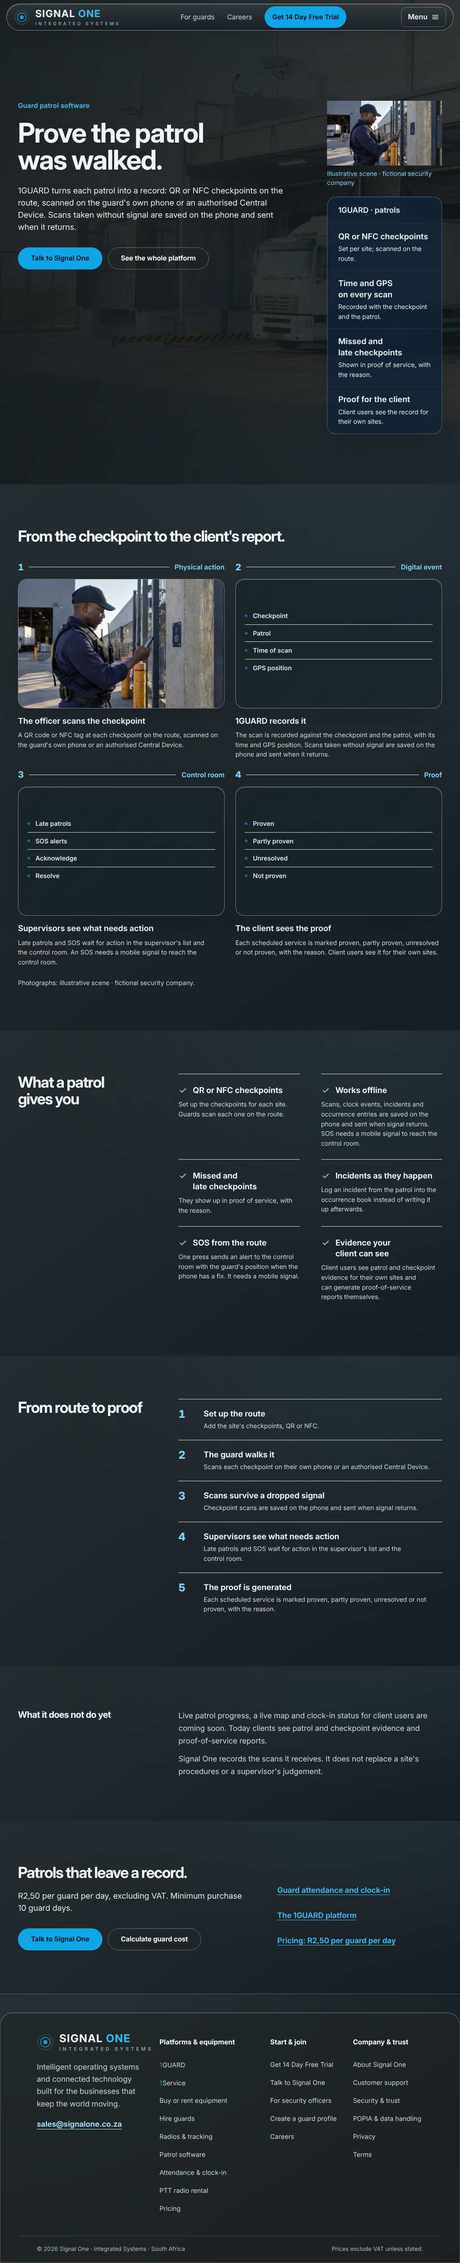 SIGNAL ONE
INTEGRATED SYSTEMS
For guards
Careers
Get 14 Day Free Trial
Menu
Guard patrol software
Prove the patrol
was walked.
1GUARD turns each patrol into a record: QR or NFC checkpoints on the
route, scanned on the guard's own phone or an authorised Central
Device. Scans taken without signal are saved on the phone and sent
when it returns.
Talk to Signal One
See the whole platform
Illustrative scene · fictional security
company
1GUARD · patrols
QR or NFC checkpoints
Set per site; scanned on the
route.
Time and GPS
on every scan
Recorded with the checkpoint
and the patrol.
Missed and
late checkpoints
Shown in proof of service, with
the reason.
Proof for the client
Client users see the record for
their own sites.
From the checkpoint to the client's report.
1
Physical action
The officer scans the checkpoint
A QR code or NFC tag at each checkpoint on the route, scanned on
the guard's own phone or an authorised Central Device.
2
Digital event
Checkpoint
Patrol
Time of scan
GPS position
1GUARD records it
The scan is recorded against the checkpoint and the patrol, with its
time and GPS position. Scans taken without signal are saved on the
phone and sent when it returns.
3
Control room
Late patrols
SOS alerts
Acknowledge
Resolve
Supervisors see what needs action
Late patrols and SOS wait for action in the supervisor's list and
the control room. An SOS needs a mobile signal to reach the
control room.
4
Proof
Proven
Partly proven
Unresolved
Not proven
The client sees the proof
Each scheduled service is marked proven, partly proven, unresolved
or not proven, with the reason. Client users see it for their own sites.
Photographs: illustrative scene · fictional security company.
What a patrol
gives you
QR or NFC checkpoints
Set up the checkpoints for each site.
Guards scan each one on the route.
Works offline
Scans, clock events, incidents and
occurrence entries are saved on the
phone and sent when signal returns.
SOS needs a mobile signal to reach the
control room.
Missed and
late checkpoints
They show up in proof of service, with
the reason.
Incidents as they happen
Log an incident from the patrol into the
occurrence book instead of writing it
up afterwards.
SOS from the route
One press sends an alert to the control
room with the guard's position when the
phone has a fix. It needs a mobile signal.
Evidence your
client can see
Client users see patrol and checkpoint
evidence for their own sites and
can generate proof-of-service
reports themselves.
From route to proof
1
Set up the route
Add the site's checkpoints, QR or NFC.
2
The guard walks it
Scans each checkpoint on their own phone or an authorised Central Device.
3
Scans survive a dropped signal
Checkpoint scans are saved on the phone and sent when signal returns.
4
Supervisors see what needs action
Late patrols and SOS wait for action in the supervisor's list and the
control room.
5
The proof is generated
Each scheduled service is marked proven, partly proven, unresolved or not
proven, with the reason.
What it does not do yet
Live patrol progress, a live map and clock-in status for client users are
coming soon. Today clients see patrol and checkpoint evidence and
proof-of-service reports.
Signal One records the scans it receives. It does not replace a site's
procedures or a supervisor's judgement.
Patrols that leave a record.
R2,50 per guard per day, excluding VAT. Minimum purchase
10 guard days.
Talk to Signal One
Calculate guard cost
Guard attendance and clock-in
The 1GUARD platform
Pricing: R2,50 per guard per day
SIGNAL ONE
INTEGRATED SYSTEMS
Intelligent operating systems
and connected technology
built for the businesses that
keep the world moving.
sales@signalone.co.za
Platforms & equipment
1GUARD
1Service
Buy or rent equipment
Hire guards
Radios & tracking
Patrol software
Attendance & clock-in
PTT radio rental
Pricing
Start & join
Get 14 Day Free Trial
Talk to Signal One
For security officers
Create a guard profile
Careers
Company & trust
About Signal One
Customer support
Security & trust
POPIA & data handling
Privacy
Terms
© 2026 Signal One · Integrated Systems · South Africa
Prices exclude VAT unless stated.